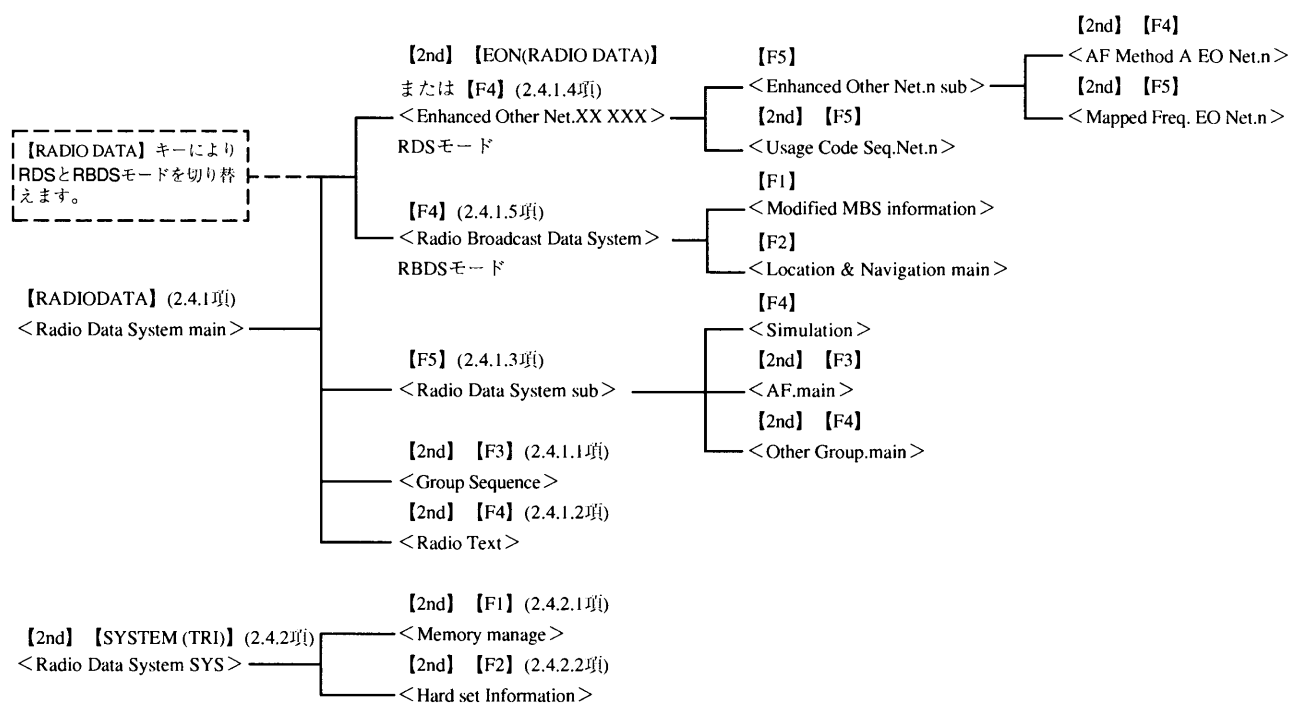 【2nd】 【F4】
＜AF Method A EO Net.n＞
【2nd】 【F5】
＜Mapped Freq. EO Net.n＞
【2nd】 【EON(RADIO DATA)】
または【F4】(2.4.1.4項)
＜Enhanced Other Net.XX XXX＞
RDSモード
【F5】
＜Enhanced Other Net.n sub＞
【2nd】 【F5】
＜Usage Code Seq.Net.n＞
【RADIO DATA】キーにより
RDSとRBDSモードを切り替
えます。
【F4】(2.4.1.5項)
＜Radio Broadcast Data System＞
RBDSモード
【F1】
＜Modified MBS information＞
【F2】
＜Location & Navigation main＞
【RADIODATA】(2.4.1項)
＜Radio Data System main＞
【F5】(2.4.1.3項)
＜Radio Data System sub＞
【F4】
＜Simulation＞
【2nd】 【F3】
＜AF.main＞
【2nd】 【F4】
＜Other Group.main＞
【2nd】 【F3】(2.4.1.1項)
＜Group Sequence＞
【2nd】 【F4】(2.4.1.2項)
＜Radio Text＞
【2nd】 【SYSTEM (TRI)】(2.4.2項)
＜Radio Data System SYS＞
【2nd】 【F1】(2.4.2.1項)
＜Memory manage＞
【2nd】 【F2】(2.4.2.2項)
＜Hard set Information＞